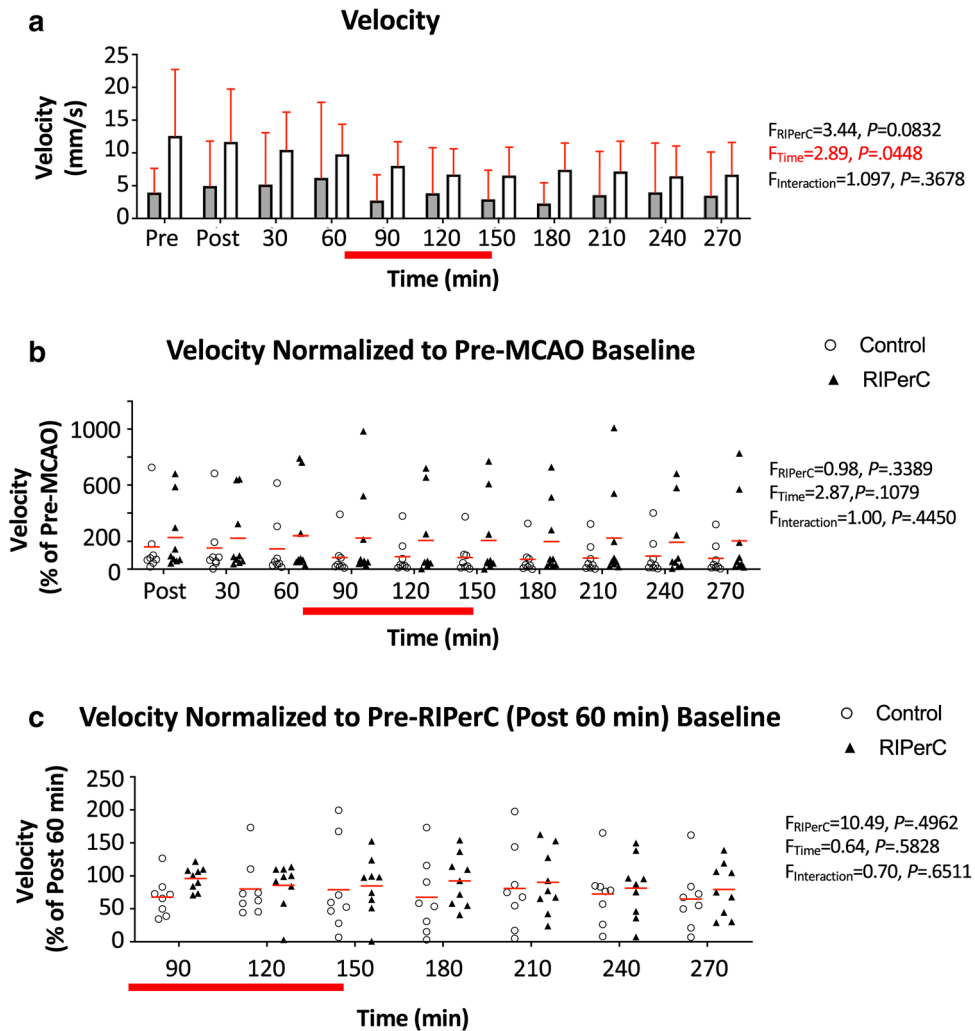 a
Velocity
Velocity
(mm/s)
25
20
15
10
5
0
Pre Post 30 60 90 120 150 180 210 240 270
Time (min)
FRIPerC=3.44, P=0.0832
FTime=2.89, P=.0448
FInteraction=1.097, P=.3678
b
Velocity Normalized to Pre-MCAO Baseline
Control
RIPerC
Velocity
(% of Pre-MCAO)
1000
600
200
0
Post 30 60 90 120 150 180 210 240 270
Time (min)
FRIPerC=0.98, P=.3389
FTime=2.87,P=.1079
FInteraction=1.00, P=.4450
c
Velocity Normalized to Pre-RIPerC (Post 60 min) Baseline
Control
RIPerC
Velocity
(% of Post 60 min)
250
200
150
100
50
0
90 120 150 180 210 240 270
Time (min)
FRIPerC=10.49, P=.4962
FTime=0.64, P=.5828
FInteraction=0.70, P=.6511